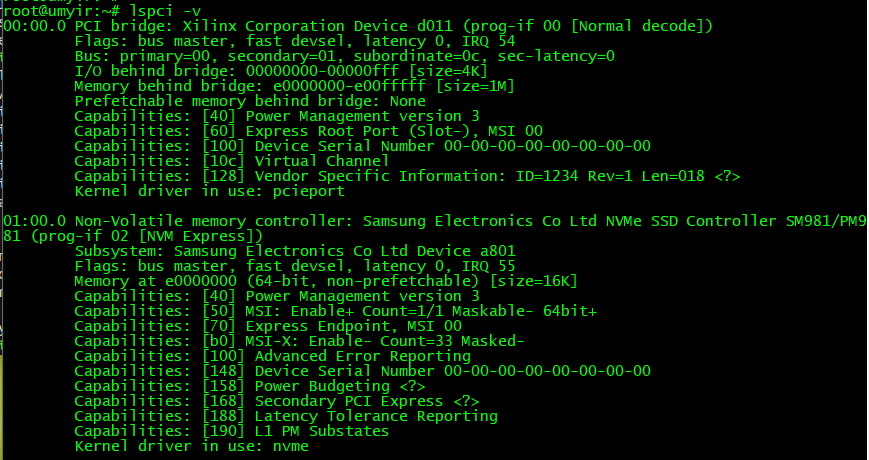 root@umyir:~# lspci -v
00:00.0 PCI bridge: Xilinx Corporation Device d011 (prog-if 00 [Normal decode])
Flags: bus master, fast devsel, latency 0, IRQ 54
Bus: primary=00, secondary=01, subordinate=0c, sec-latency=0
I/O behind bridge: 00000000-00000fff [size=4K]
Memory behind bridge: e0000000-e00fffff [size=1M]
Prefetchable memory behind bridge: None
Capabilities: [40] Power Management version 3
Capabilities: [60] Express Root Port (Slot-), MSI 00
Capabilities: [100] Device Serial Number 00-00-00-00-00-00-00-00
Capabilities: [10c] Virtual Channel
Capabilities: [128] Vendor Specific Information: ID=1234 Rev=1 Len=018 <?>
Kernel driver in use: pcieport
01:00.0 Non-Volatile memory controller: Samsung Electronics Co Ltd NVMe SSD Controller SM981/PM9
81 (prog-if 02 [NVM Express])
Subsystem: Samsung Electronics Co Ltd Device a801
Flags: bus master, fast devsel, latency 0, IRQ 55
Memory at e0000000 (64-bit, non-prefetchable) [size=16K]
Capabilities: [40] Power Management version 3
Capabilities: [50] MSI: Enable+ Count=1/1 Maskable- 64bit+
Capabilities: [70] Express Endpoint, MSI 00
Capabilities: [b0] MSI-X: Enable- Count=33 Masked-
Capabilities: [100] Advanced Error Reporting
Capabilities: [148] Device Serial Number 00-00-00-00-00-00-00-00
Capabilities: [158] Power Budgeting <?>
Capabilities: [168] Secondary PCI Express <?>
Capabilities: [188] Latency Tolerance Reporting
Capabilities: [190] L1 PM Substates
Kernel driver in use: nvme